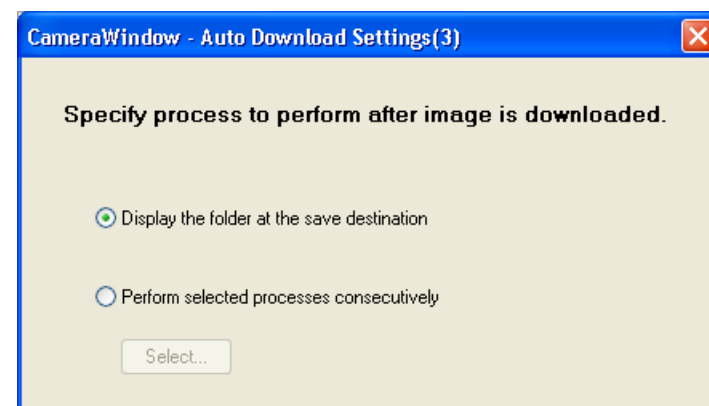 CameraWindow - Auto Download Settings(3)
Specify process to perform after image is downloaded.
Display the folder at the save destination
Perform selected processes consecutively
Select...